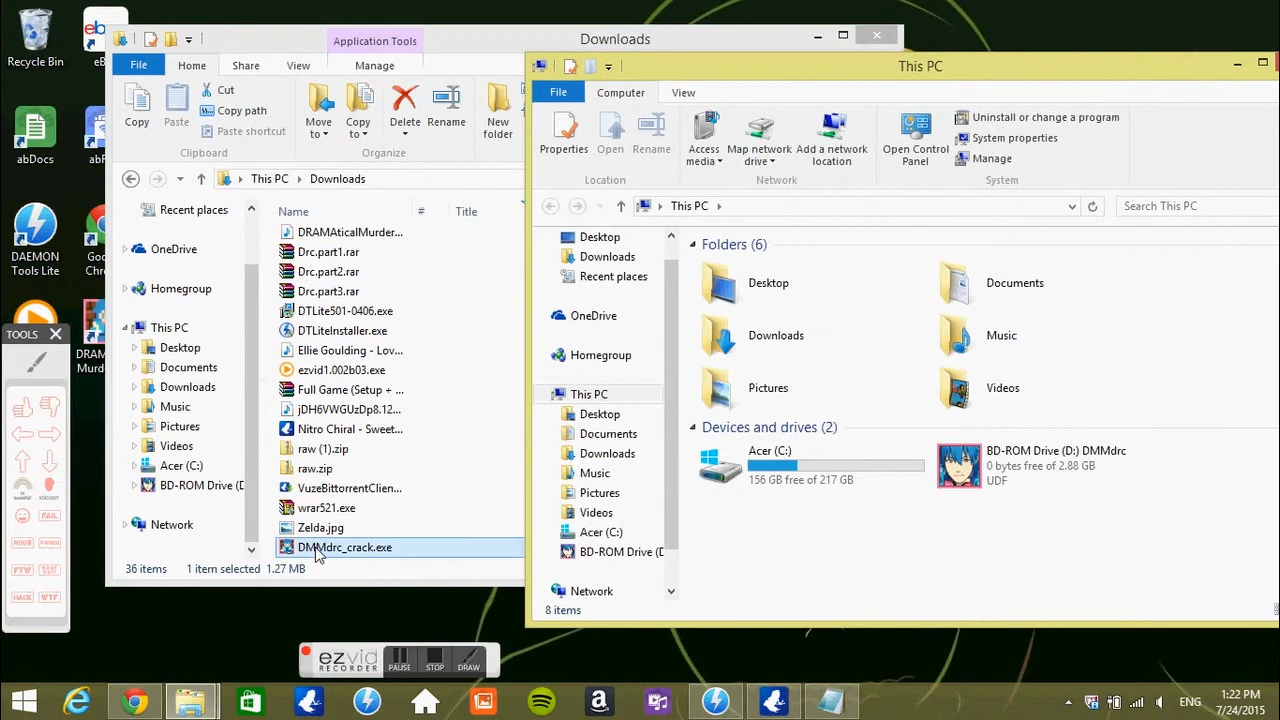 Recycle Bin
eb
abDocs
DAEMON
Tools Lite
TOOLS
FAIL
FTW
HACK
WTF
Downloads
Application Tools
File
Home
Share
View
Manage
Copy
Paste
Cut
Copy path
Paste shortcut
Clipboard
Move
to
Copy
to
Delete
Rename
Organize
New
folder
This PC
Downloads
Recent places
OneDrive
Homegroup
This PC
Desktop
Documents
Downloads
Music
Pictures
Videos
Acer (C:)
BD-ROM Drive (D
Network
Name
#
Title
DRAMAticalMurder...
Drc.part1.rar
Drc.part2.rar
Drc.part3.rar
DTLite501-0406.exe
DTLiteInstaller.exe
Ellie Goulding - Lov...
ezvid1.002b03.exe
Full Game (Setup + ...
jDH6VWGUzDp8.12...
Nitro Chiral - Sweet...
raw (1).zip
raw.zip
VuzeBittorrentClien...
wrar521.exe
Zelda.jpg
DMMdrc_crack.exe
36 items
1 item selected 1.27 MB
This PC
File
Computer
View
Properties
Open
Rename
Location
Access
media
Map network
drive
Add a network
location
Network
Open Control
Panel
Uninstall or change a program
System properties
Manage
System
This PC
Search This PC
Desktop
Downloads
Recent places
OneDrive
Homegroup
This PC
Desktop
Documents
Downloads
Music
Pictures
Videos
Acer (C:)
BD-ROM Drive (D
Network
Folders (6)
Desktop
Documents
Downloads
Music
Pictures
Videos
Devices and drives (2)
Acer (C:)
156 GB free of 217 GB
BD-ROM Drive (D:) DMMdrc
0 bytes free of 2.88 GB
UDF
8 items
ezvid
RECORDER
PAUSE
STOP
DRAW
ENG
1:22 PM
7/24/2015